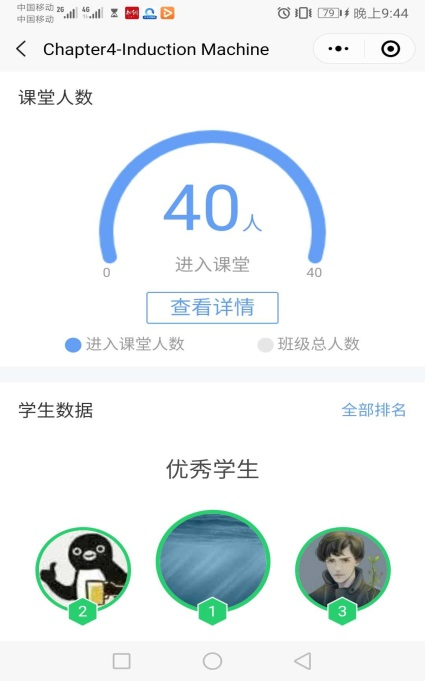 中国移动
中国移动
2G
4G
79
晚上9:44
Chapter4-Induction Machine
课堂人数
40人
进入课堂
0
40
查看详情
进入课堂人数
班级总人数
学生数据
全部排名
优秀学生
2
1
3